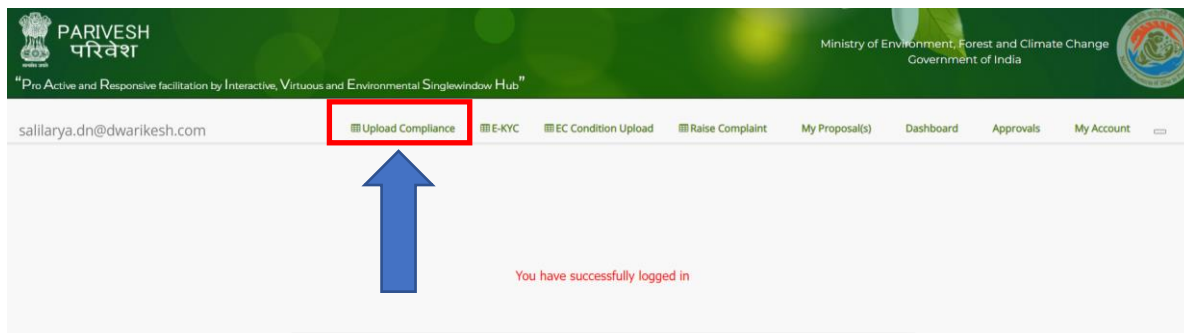 PARIVESH
परिवेश
"Pro Active and Responsive facilitation by Interactive, Virtuous and Environmental Singlewindow Hub"
Ministry of Environment, Forest and Climate Change
Government of India
salilarya.dn@dwarikesh.com
Upload Compliance E-KYC EC Condition Upload Raise Complaint My Proposal(s) Dashboard Approvals My Account
You have successfully logged in